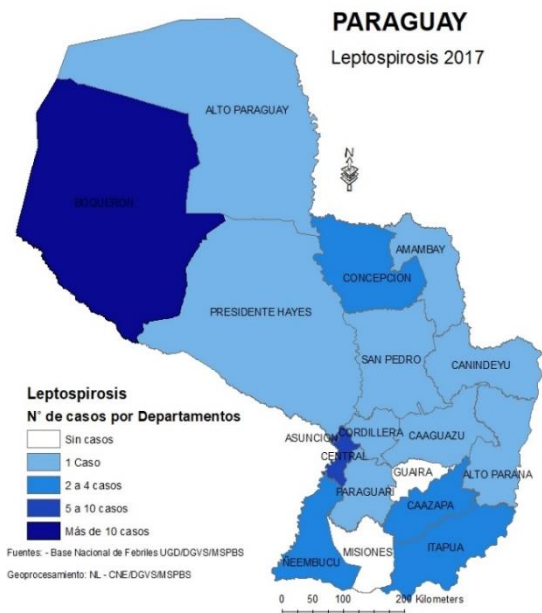 PARAGUAY
Leptospirosis 2017
ALTO PARAGUAY
N
BOQUERON
AMAMBAY
CONCEPCION
PRESIDENTE HAYES
SAN PEDRO
CANINDEYU
Leptospirosis
N° de casos por Departamentos
Sin casos
1 Caso
2 a 4 casos
5 a 10 casos
Más de 10 casos
ASUNCION
CORDILLERA
CAAGUAZU
CENTRAL
GUAIRA
ALTO PARANA
PARAGUARI
CAAZAPA
MISIONES
ITAPUA
ÑEEMBUCU
Fuentes: - Base Nacional de Febriles UGD/DGVS/MSPBS
Geoprocesamiento: NL - CNE/DGVS/MSPBS
0 50 100 200 Kilometers